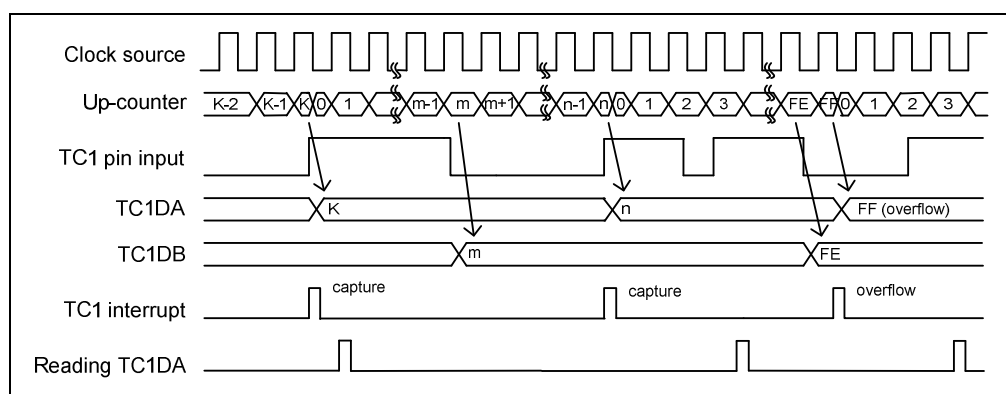 Clock source
Up-counter K-2 K-1 K 0 1 m-1 m m+1 n-1 n 0 1 2 3 FE FF 0 1 2 3
TC1 pin input
TC1DA K n FF (overflow)
TC1DB m FE
TC1 interrupt capture capture overflow
Reading TC1DA